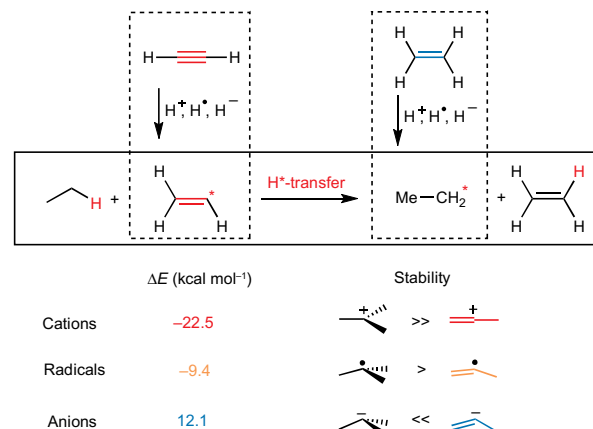 H H
H H
H H
H⁺, H•, H⁻
H⁺, H•, H⁻
H + H * H
H*-transfer
Me CH₂*
+
H H
H H
ΔE (kcal mol⁻¹) Stability
Cations –22.5 + >> +
Radicals –9.4 • > •
Anions 12.1 – << –